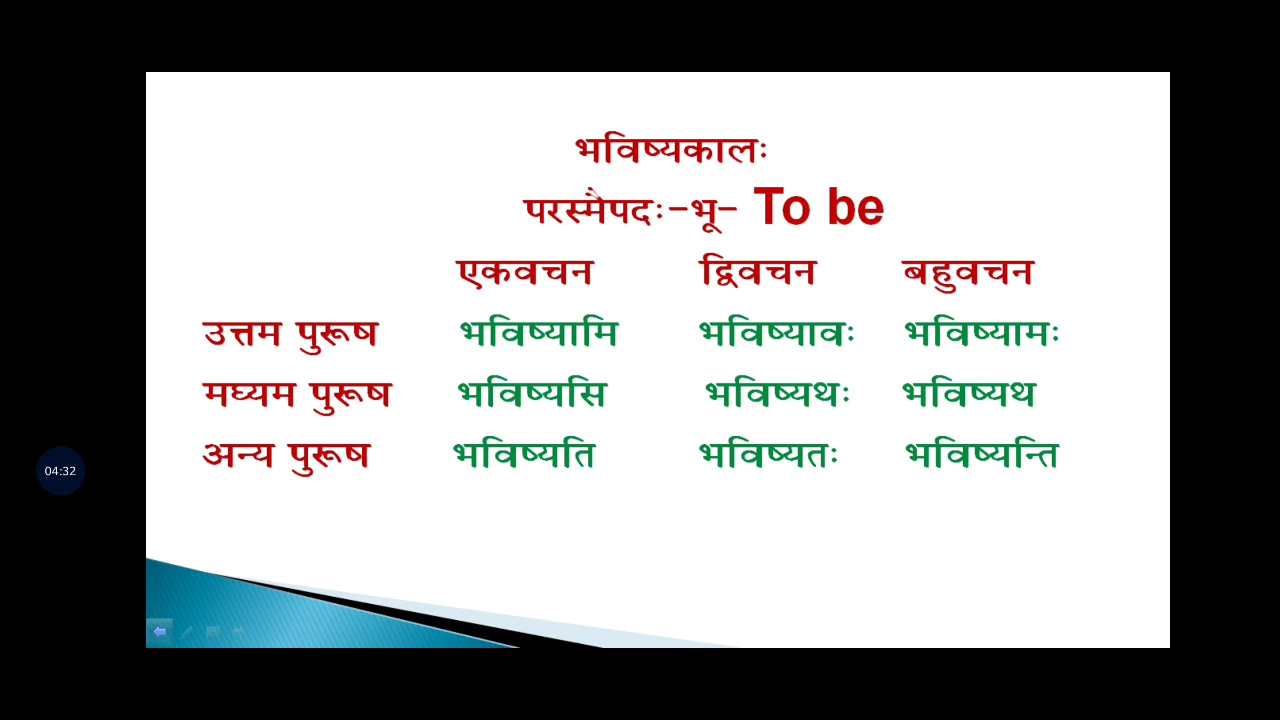 भविष्यकालः
परस्मैपदः-भू- To be
एकवचन द्विवचन बहुवचन
उत्तम पुरूष भविष्यामि भविष्यावः भविष्यामः
मघ्यम पुरूष भविष्यसि भविष्यथः भविष्यथ
अन्य पुरूष भविष्यति भविष्यतः भविष्यन्ति
04:32